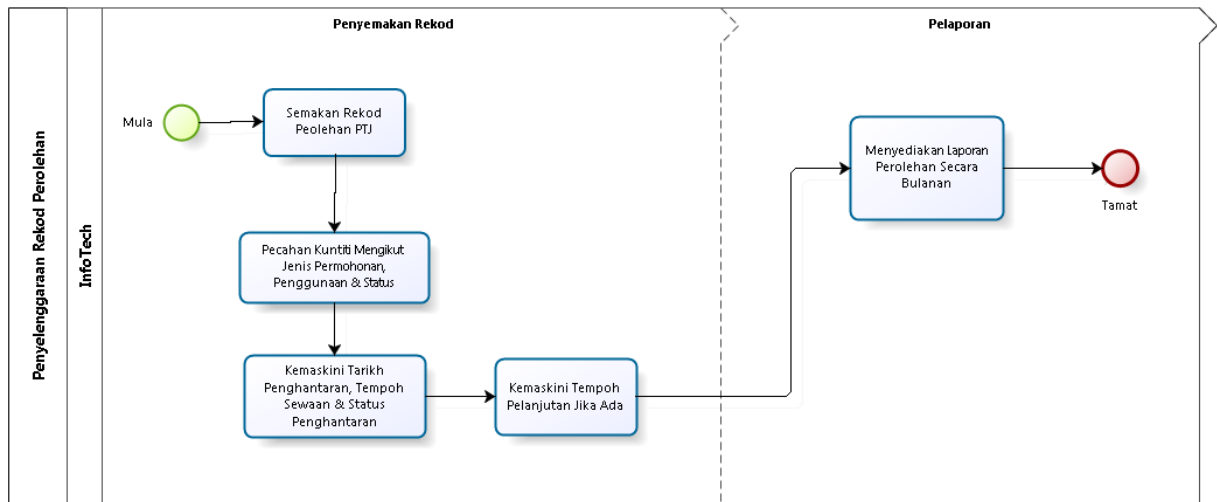 Penyelenggaraan Rekod Perolehan
InfoTech
Penyemakan Rekod
Pelaporan
Mula
Semakan Rekod
Peolehan PTJ
Pecahan Kuntiti Mengikut
Jenis Permohonan,
Penggunaan & Status
Kemaskini Tarikh
Penghantaran, Tempoh
Sewaan & Status
Penghantaran
Kemaskini Tempoh
Pelanjutan Jika Ada
Menyediakan Laporan
Perolehan Secara
Bulanan
Tamat